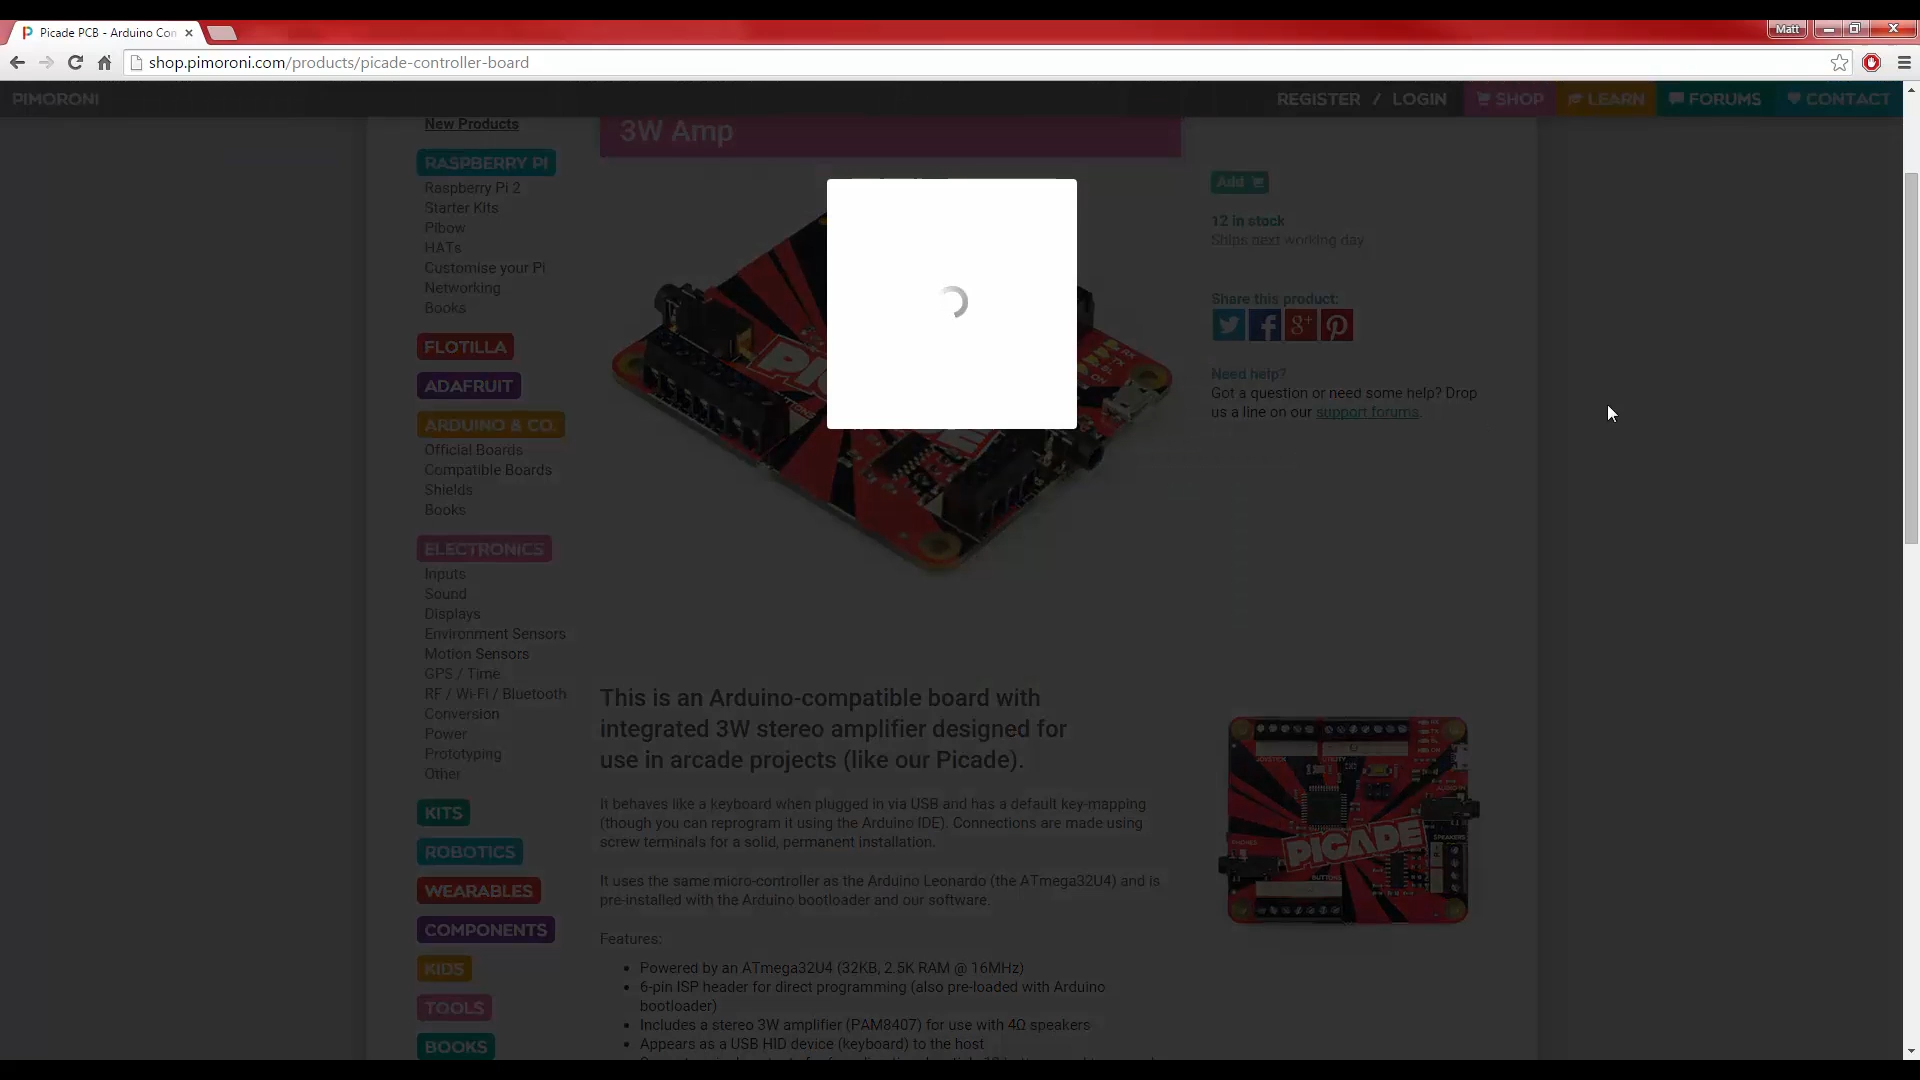 Picade PCB - Arduino Con
Matt
shop.pimoroni.com/products/picade-controller-board
PIMORONI
REGISTER / LOGIN
SHOP
LEARN
FORUMS
CONTACT
New Products
RASPBERRY PI
Raspberry Pi 2
Starter Kits
Pibow
HATs
Customise your Pi
Networking
Books
FLOTILLA
ADAFRUIT
ARDUINO & CO.
Official Boards
Compatible Boards
Shields
Books
ELECTRONICS
Inputs
Sound
Displays
Environment Sensors
Motion Sensors
GPS / Time
RF / Wi-Fi / Bluetooth
Conversion
Power
Prototyping
Other
KITS
ROBOTICS
WEARABLES
COMPONENTS
KIDS
TOOLS
BOOKS
3W Amp
RX
TX
BL
ON
This is an Arduino-compatible board with
integrated 3W stereo amplifier designed for
use in arcade projects (like our Picade).
It behaves like a keyboard when plugged in via USB and has a default key-mapping
(though you can reprogram it using the Arduino IDE). Connections are made using
screw terminals for a solid, permanent installation.
It uses the same micro-controller as the Arduino Leonardo (the ATmega32U4) and is
pre-installed with the Arduino bootloader and our software.
Features:
• Powered by an ATmega32U4 (32KB, 2.5K RAM @ 16MHz)
• 6-pin ISP header for direct programming (also pre-loaded with Arduino
bootloader)
• Includes a stereo 3W amplifier (PAM8407) for use with 4Ω speakers
• Appears as a USB HID device (keyboard) to the host
Add
12 in stock
Ships next working day
Share this product:
Need help?
Got a question or need some help? Drop
us a line on our support forums.
JOYSTICK
UTILITY
PICADE
SPEAKERS
PHONES
BUTTONS